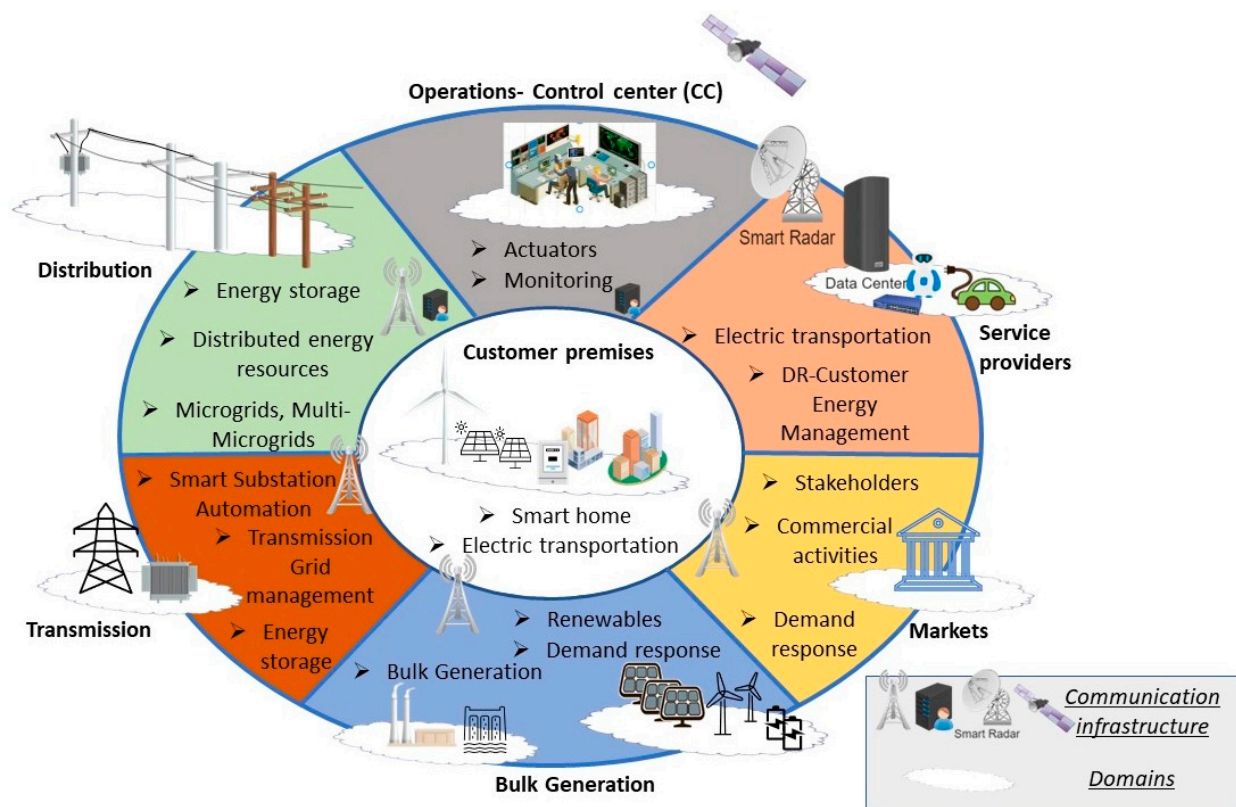 Operations- Control center (CC)
Actuators
Monitoring
Smart Radar
Data Center
Service
providers
Electric transportation
DR-Customer
Energy
Management
Distribution
Energy storage
Distributed energy
resources
Microgrids, Multi-
Microgrids
Customer premises
Smart home
Electric transportation
Smart Substation
Automation
Transmission
Grid
management
Energy
storage
Transmission
Stakeholders
Commercial
activities
Demand
response
Markets
Renewables
Demand response
Bulk Generation
Bulk Generation
Smart Radar
Communication
infrastructure
Domains